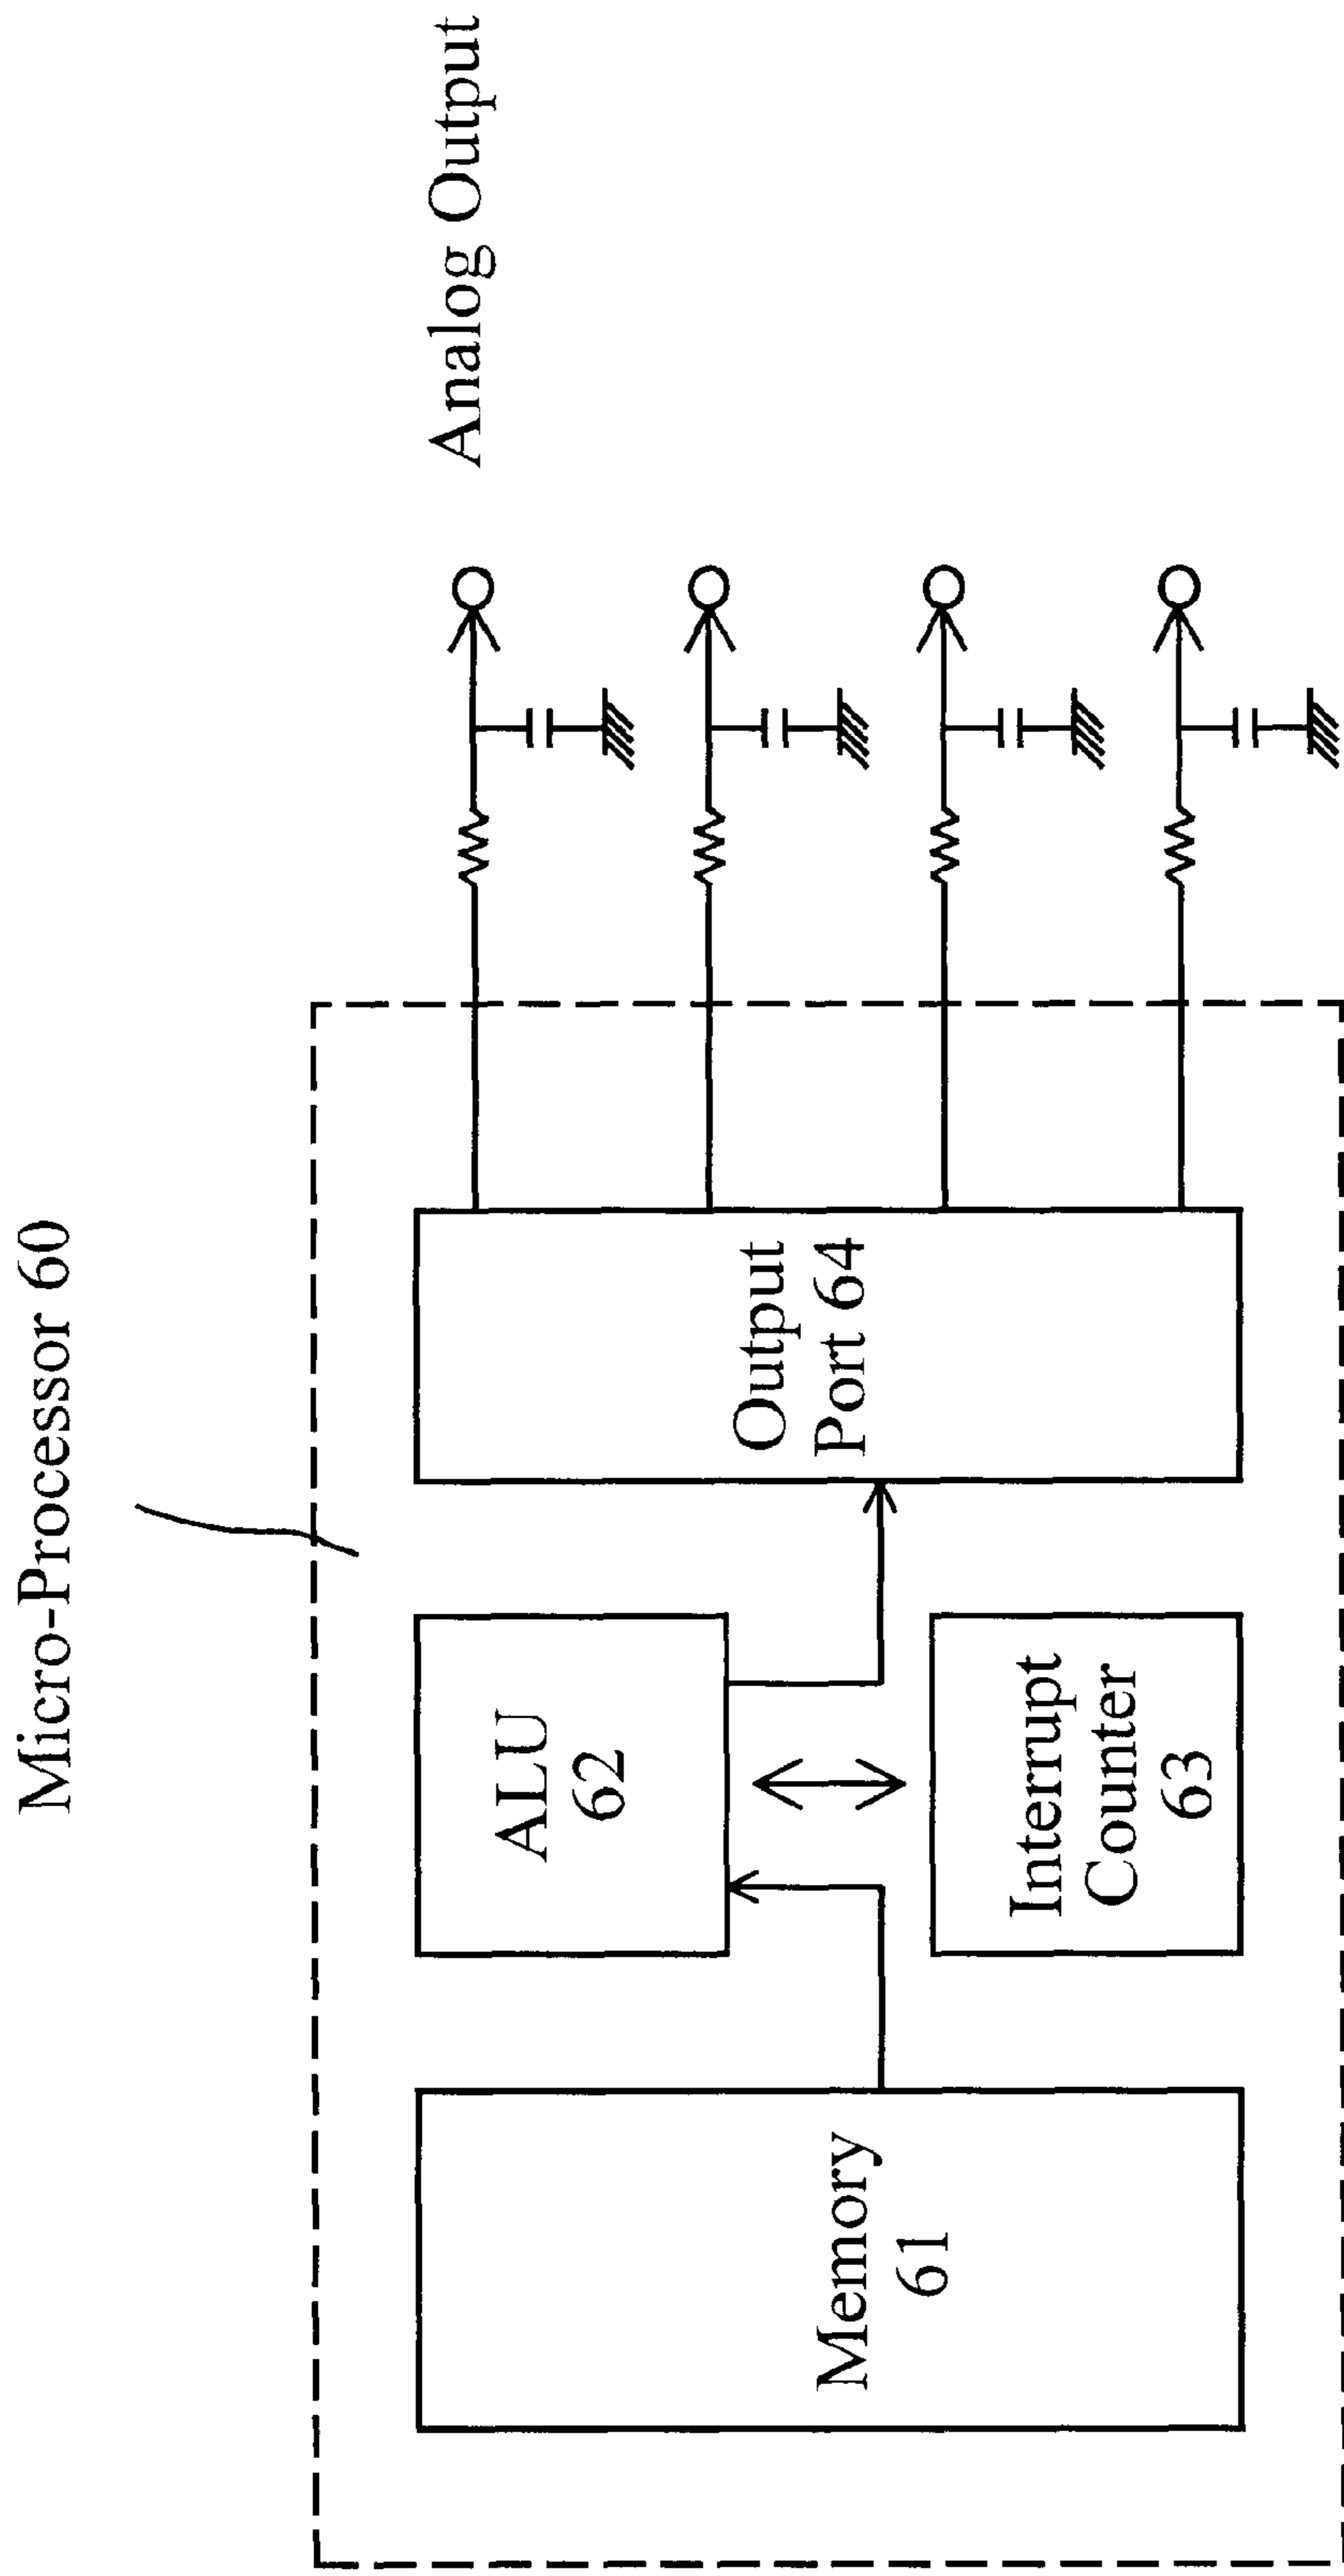 Micro-Processor 60
Analog Output
Memory
61
ALU
62
Interrupt
Counter
63
Output
Port 64